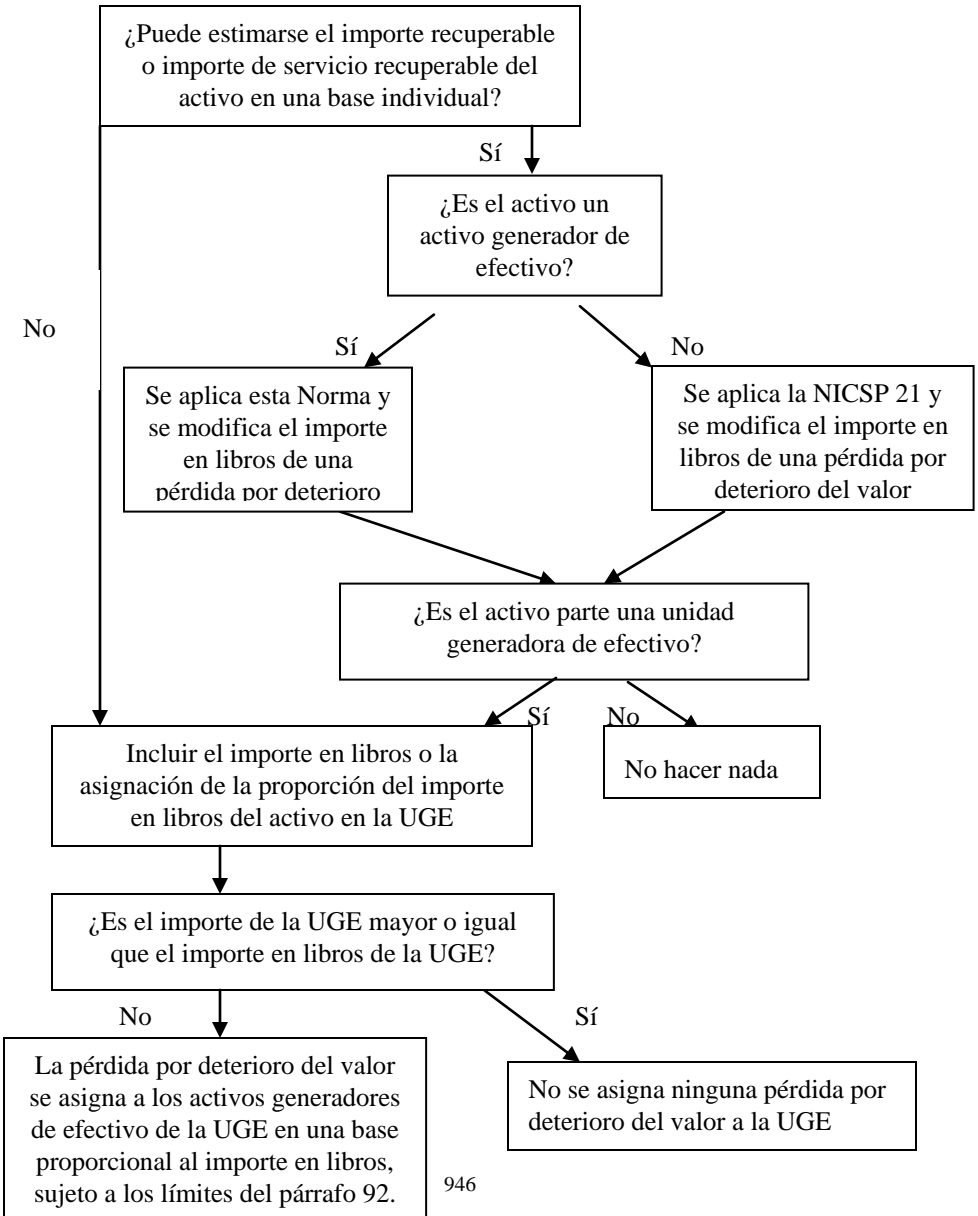 ¿Puede estimarse el importe recuperable
o importe de servicio recuperable del
activo en una base individual?
Sí
¿Es el activo un
activo generador de
efectivo?
No
Sí
No
Se aplica esta Norma y
se modifica el importe
en libros de una
pérdida por deterioro
Se aplica la NICSP 21 y
se modifica el importe en
libros de una pérdida por
deterioro del valor
¿Es el activo parte una unidad
generadora de efectivo?
Sí
No
Incluir el importe en libros o la
asignación de la proporción del importe
en libros del activo en la UGE
No hacer nada
¿Es el importe de la UGE mayor o igual
que el importe en libros de la UGE?
No
Sí
La pérdida por deterioro del valor
se asigna a los activos generadores
de efectivo de la UGE en una base
proporcional al importe en libros,
sujeto a los límites del párrafo 92.
No se asigna ninguna pérdida por
deterioro del valor a la UGE
946